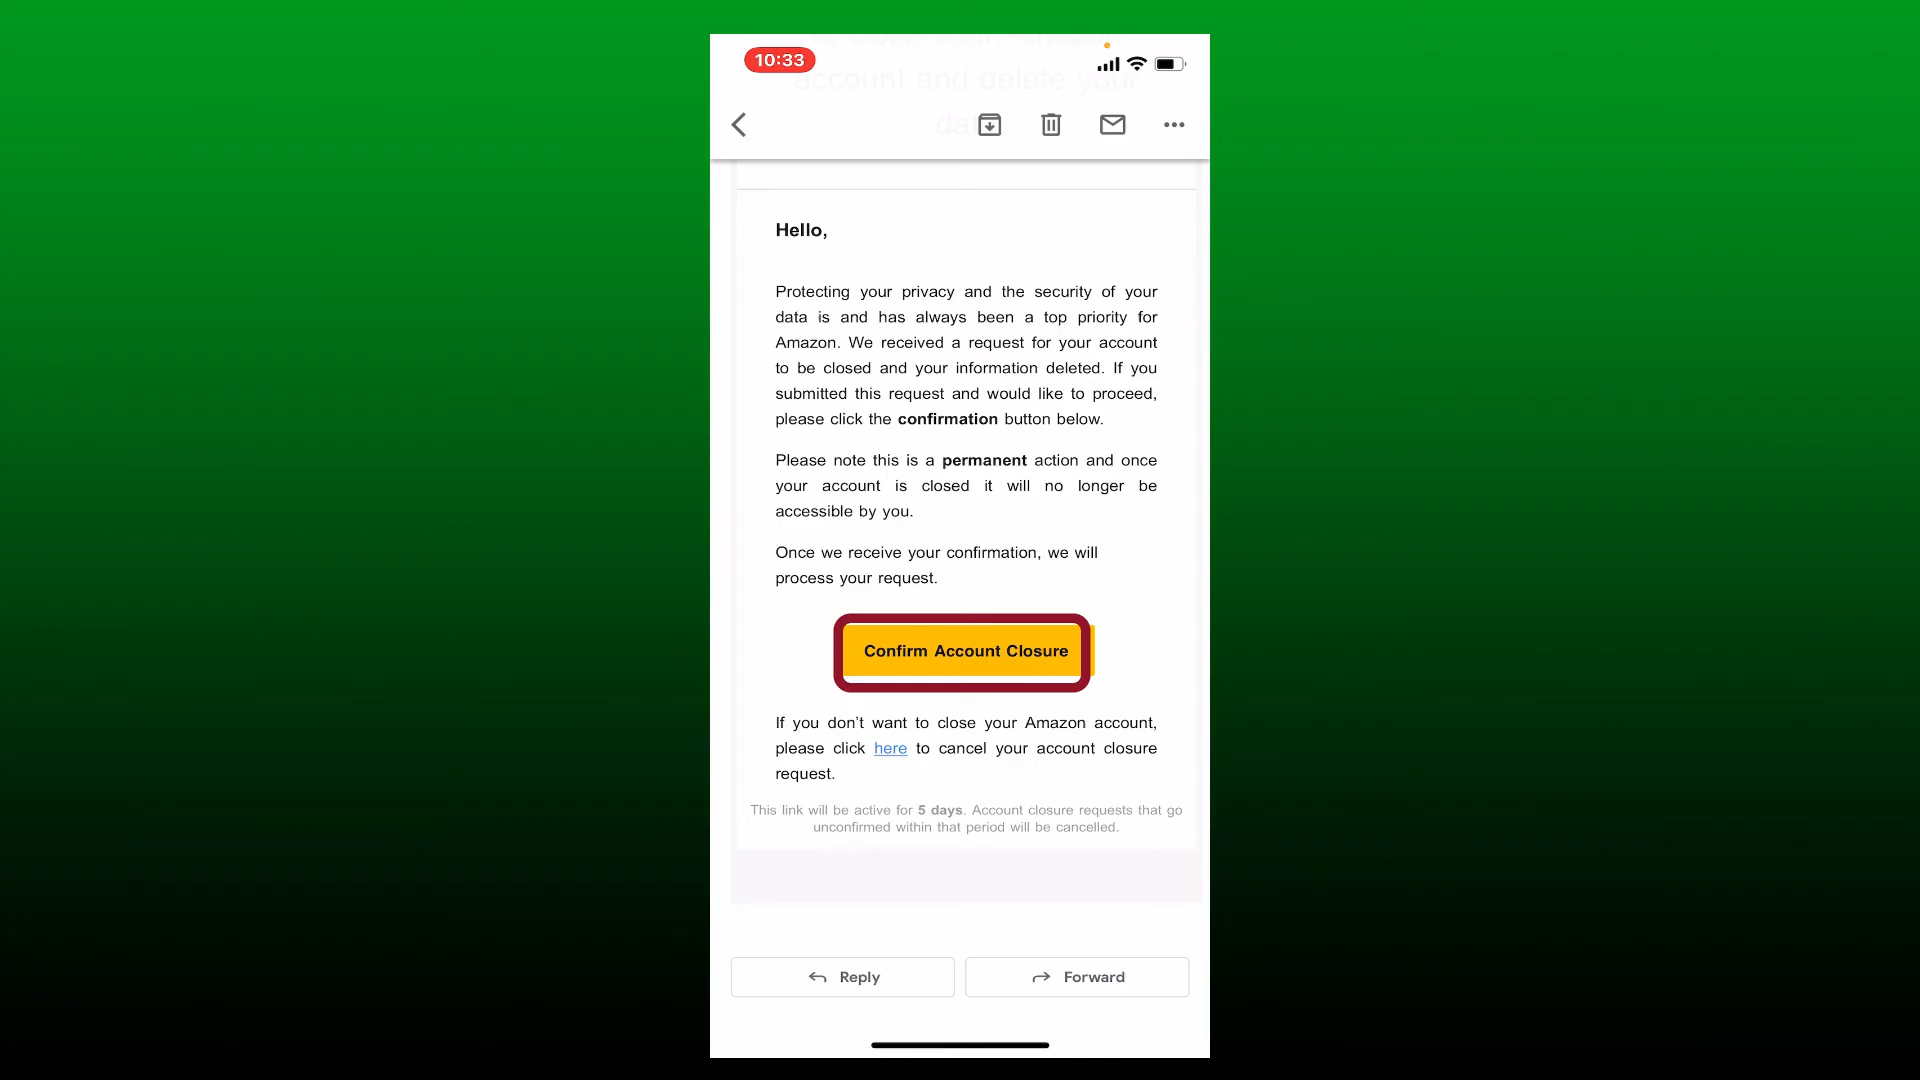 10:33
account and delete your
dat
Hello,
Protecting your privacy and the security of your
data is and has always been a top priority for
Amazon. We received a request for your account
to be closed and your information deleted. If you
submitted this request and would like to proceed,
please click the confirmation button below.
Please note this is a permanent action and once
your account is closed it will no longer be
accessible by you.
Once we receive your confirmation, we will
process your request.
Confirm Account Closure
If you don’t want to close your Amazon account,
please click here to cancel your account closure
request.
This link will be active for 5 days. Account closure requests that go
unconfirmed within that period will be cancelled.
Reply
Forward